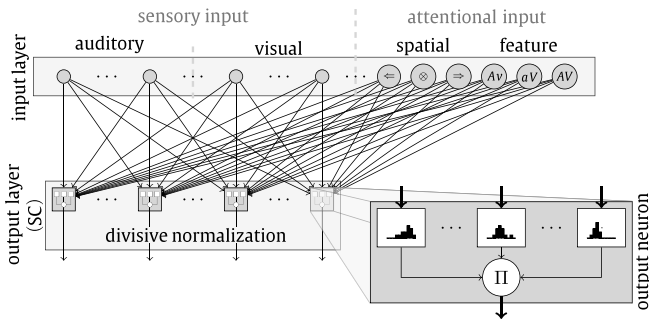 sensory input
attentional input
auditory
visual
spatial
feature
input layer
⇐ ⊗ ⇒ Av aV AV
output layer
(SC)
divisive normalization
output neuron
Π